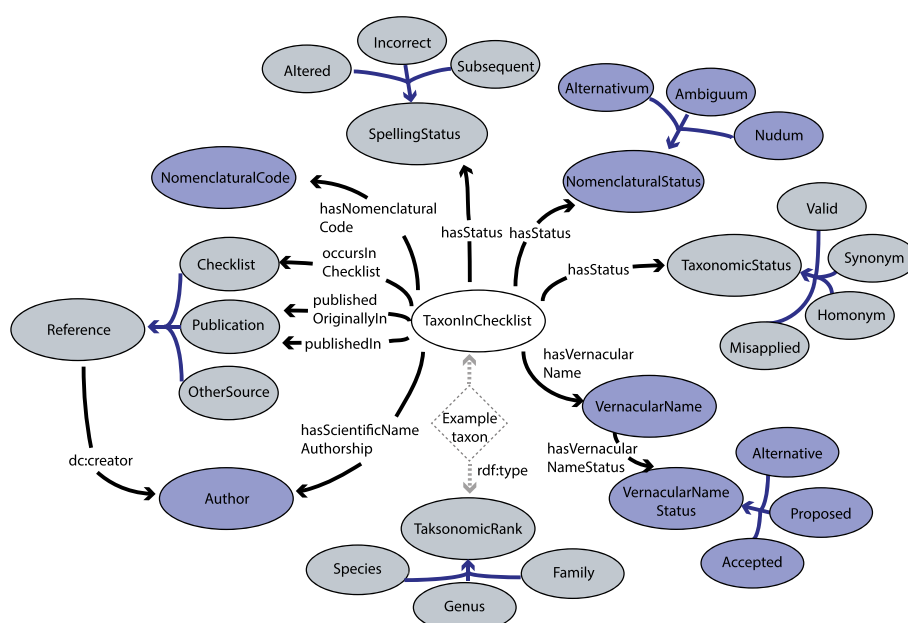 Incorrect
Altered
Subsequent
SpellingStatus
Alternativum
Ambiguum
Nudum
NomenclaturalStatus
NomenclaturalCode
hasNomenclatural
Code
hasStatus
hasStatus
Valid
Synonym
TaxonomicStatus
hasStatus
Homonym
Misapplied
Checklist
occursIn
Checklist
Reference
Publication
published
OriginallyIn
publishedIn
OtherSource
TaxonInChecklist
hasVernacular
Name
VernacularName
hasScientificName
Authorship
Example
taxon
rdf:type
dc:creator
Author
hasVernacular
NameStatus
VernacularName
Status
Alternative
Proposed
Accepted
TaksonomicRank
Species
Genus
Family